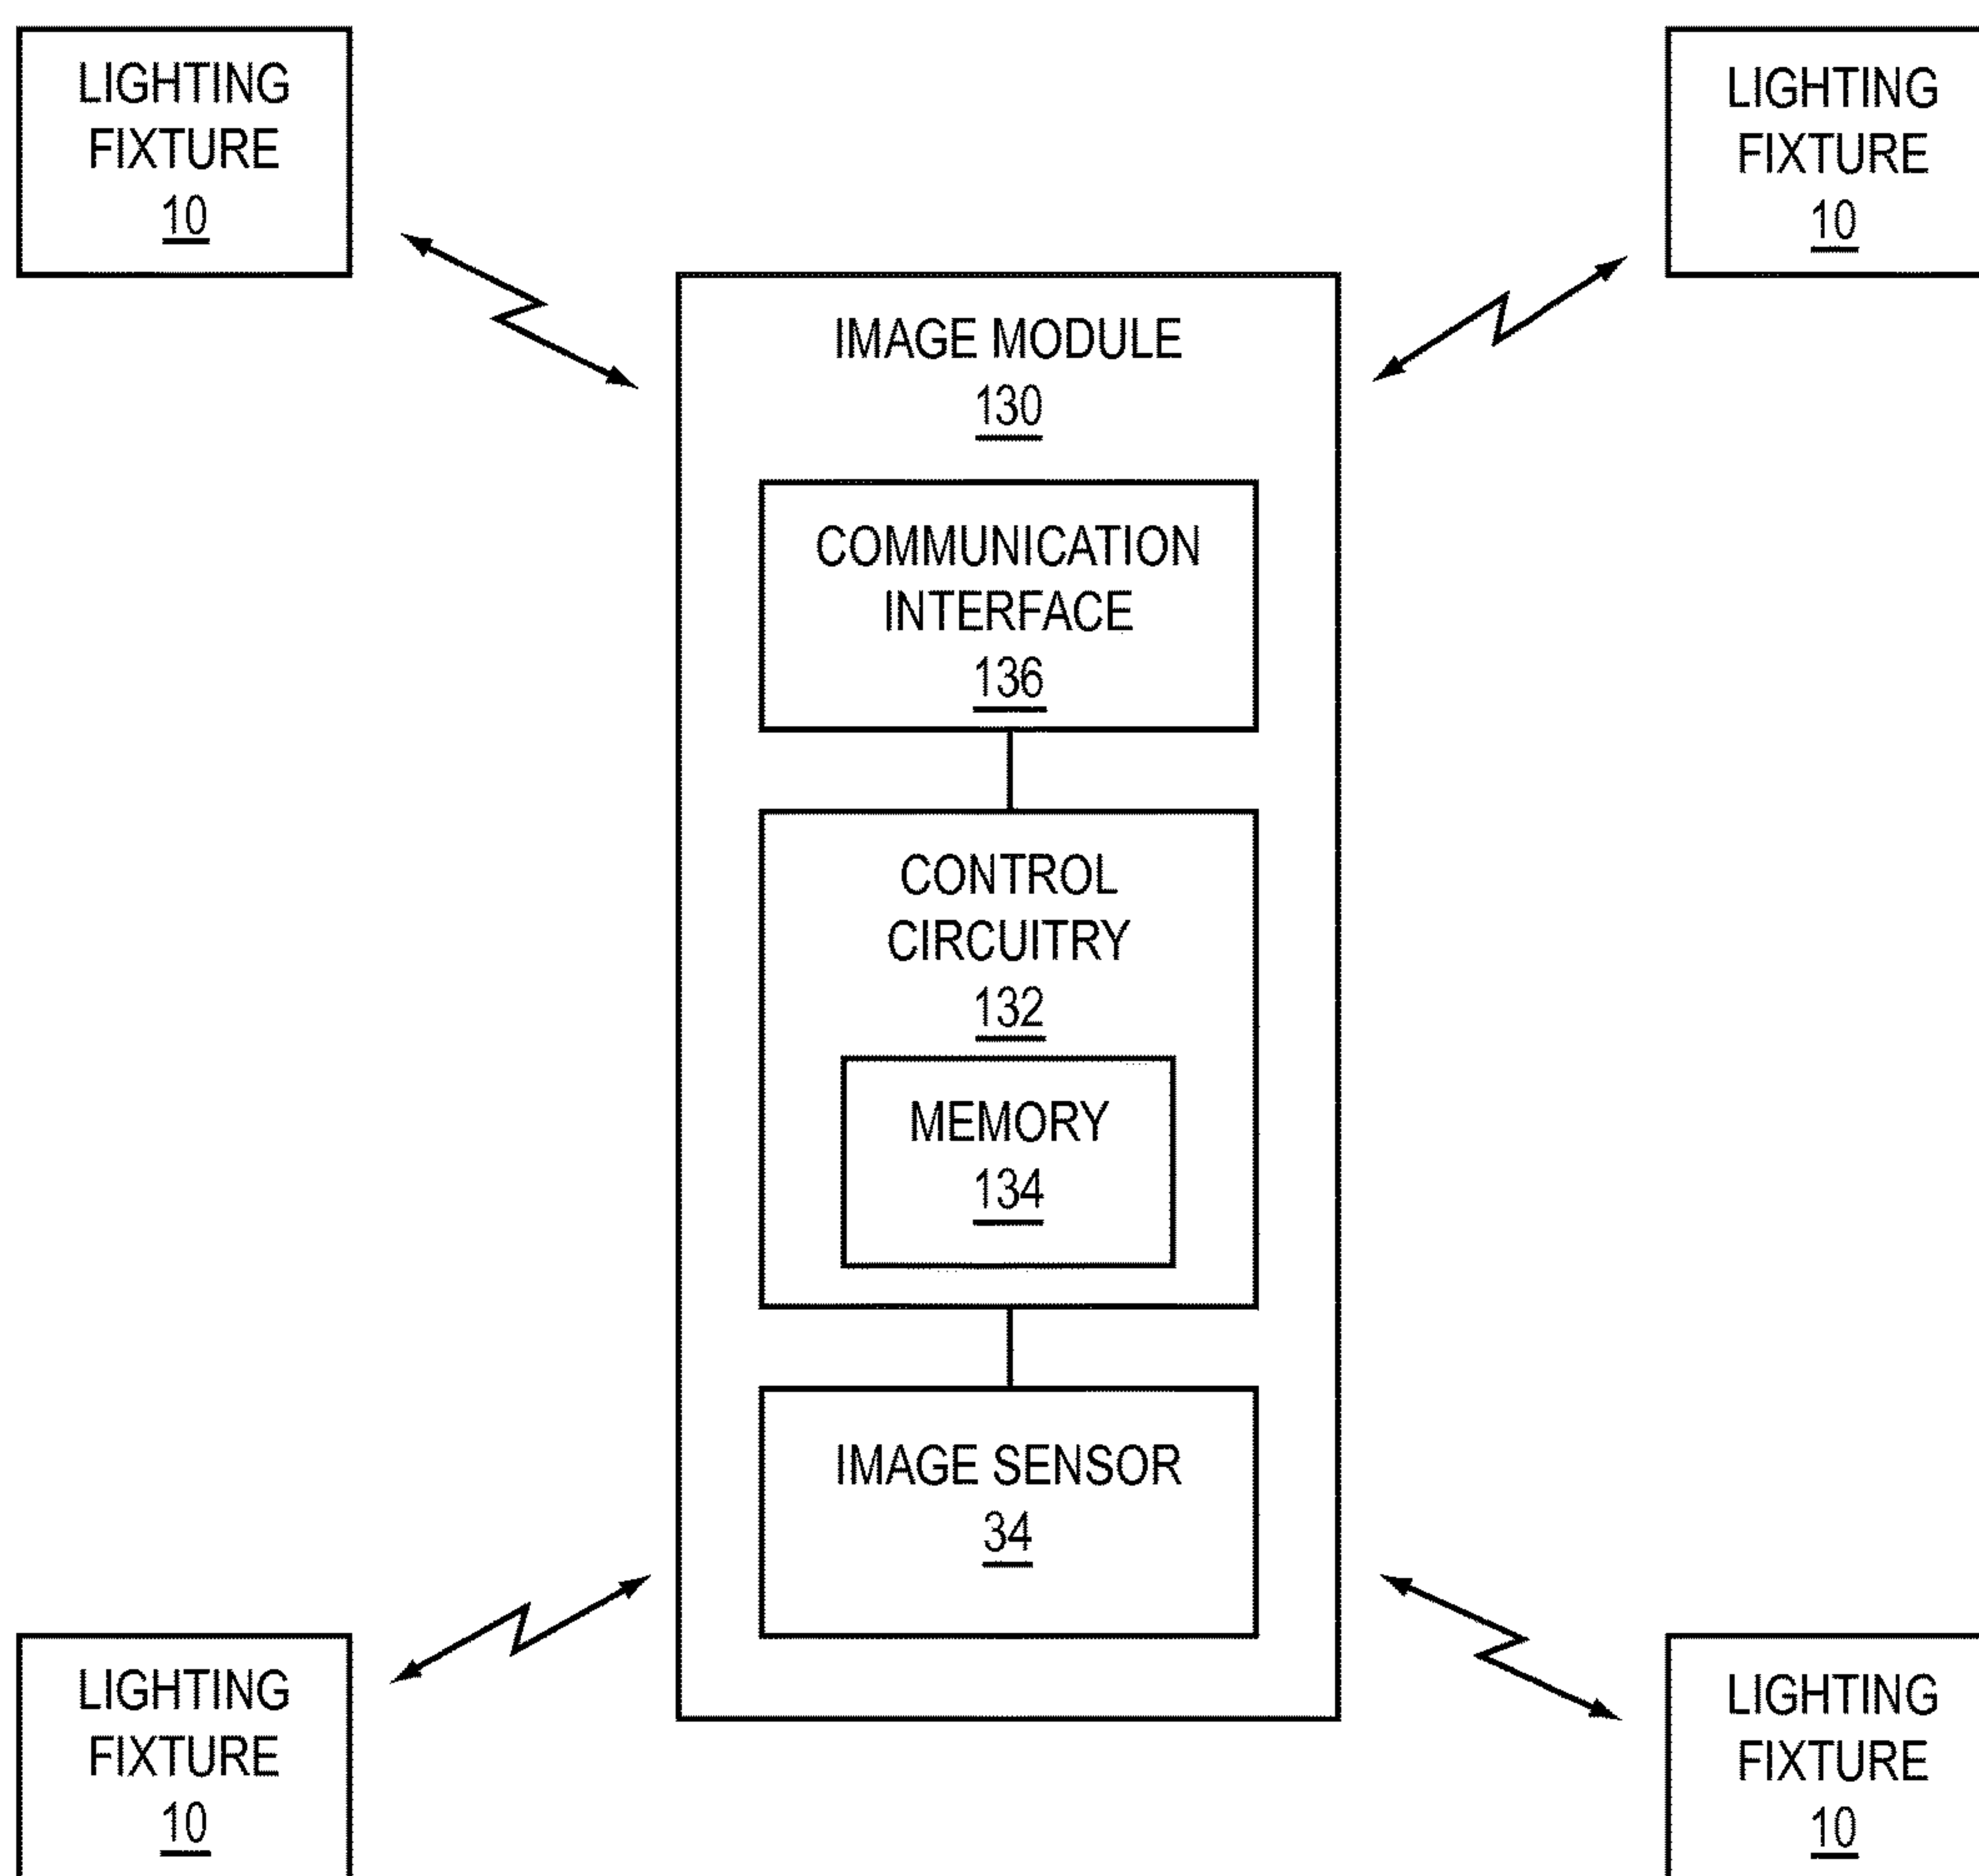 LIGHTING
FIXTURE
10
LIGHTING
FIXTURE
10
IMAGE MODULE
130
COMMUNICATION
INTERFACE
136
CONTROL
CIRCUITRY
132
MEMORY
134
IMAGE SENSOR
34
LIGHTING
FIXTURE
10
LIGHTING
FIXTURE
10